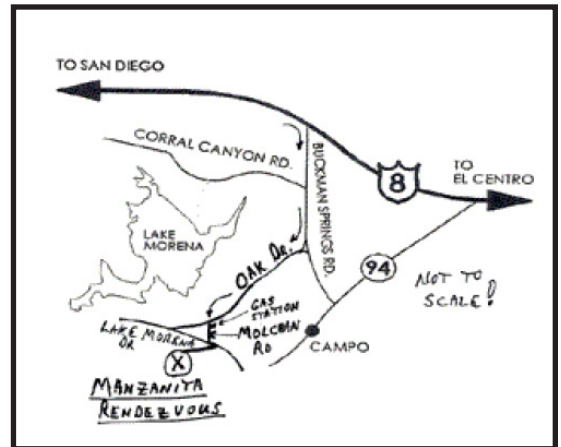 TO SAN DIEGO
CORRAL CANYON RD.
BUCKMAN SPRINGS RD.
8
TO
EL CENTRO
LAKE
MORENA
OAK DR.
94
NOT TO
SCALE!
GAS
STATION
LAKE MORENA
DR
MOLCHAN
RD
CAMPO
X
MANZANITA
RENDEZVOUS